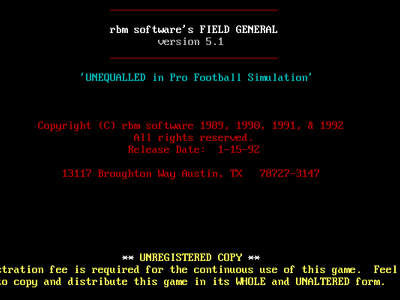 rbm software's FIELD GENERAL
version 5.1
'UNEQUALLED in Pro Football Simulation'
Copyright (C) rbm software 1989, 1990, 1991, & 1992
All rights reserved.
Release Date:  1-15-92
13117 Broughton Way Austin, TX   78727-3147
** UNREGISTERED COPY **
stration fee is required for the continuous use of this game.  Feel
to copy and distribute this game in its WHOLE and UNALTERED form.